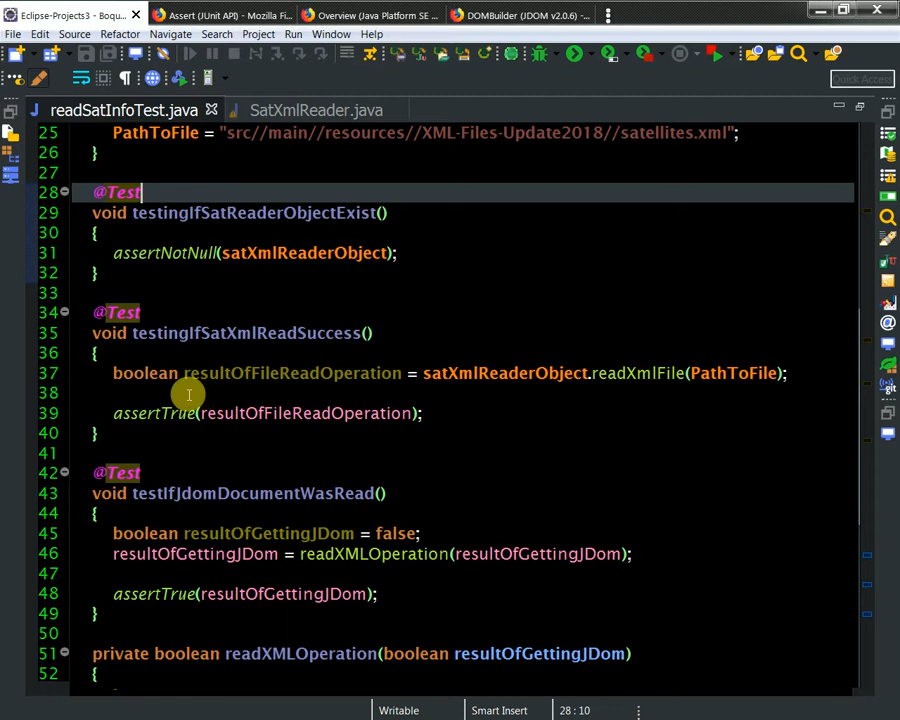 Eclipse-Projects3 - Boqu...
Assert (JUnit API) - Mozilla Fi...
Overview (Java Platform SE ...
DOMBuilder (JDOM v2.0.6) - ...
File Edit Source Refactor Navigate Search Project Run Window Help
Quick Access
readSatInfoTest.java
SatXmlReader.java
25 PathToFile = "src//main//resources//XML-Files-Update2018//satellites.xml";
26 }
27
28 @Test
29 void testingIfSatReaderObjectExist()
30 {
31 assertNotNull(satXmlReaderObject);
32 }
33
34 @Test
35 void testingIfSatXmlReadSuccess()
36 {
37 boolean resultOfFileReadOperation = satXmlReaderObject.readXmlFile(PathToFile);
38
39 assertTrue(resultOfFileReadOperation);
40 }
41
42 @Test
43 void testIfJdomDocumentWasRead()
44 {
45 boolean resultOfGettingJDom = false;
46 resultOfGettingJDom = readXMLOperation(resultOfGettingJDom);
47
48 assertTrue(resultOfGettingJDom);
49 }
50
51 private boolean readXMLOperation(boolean resultOfGettingJDom)
52 {
Writable Smart Insert 28 : 10